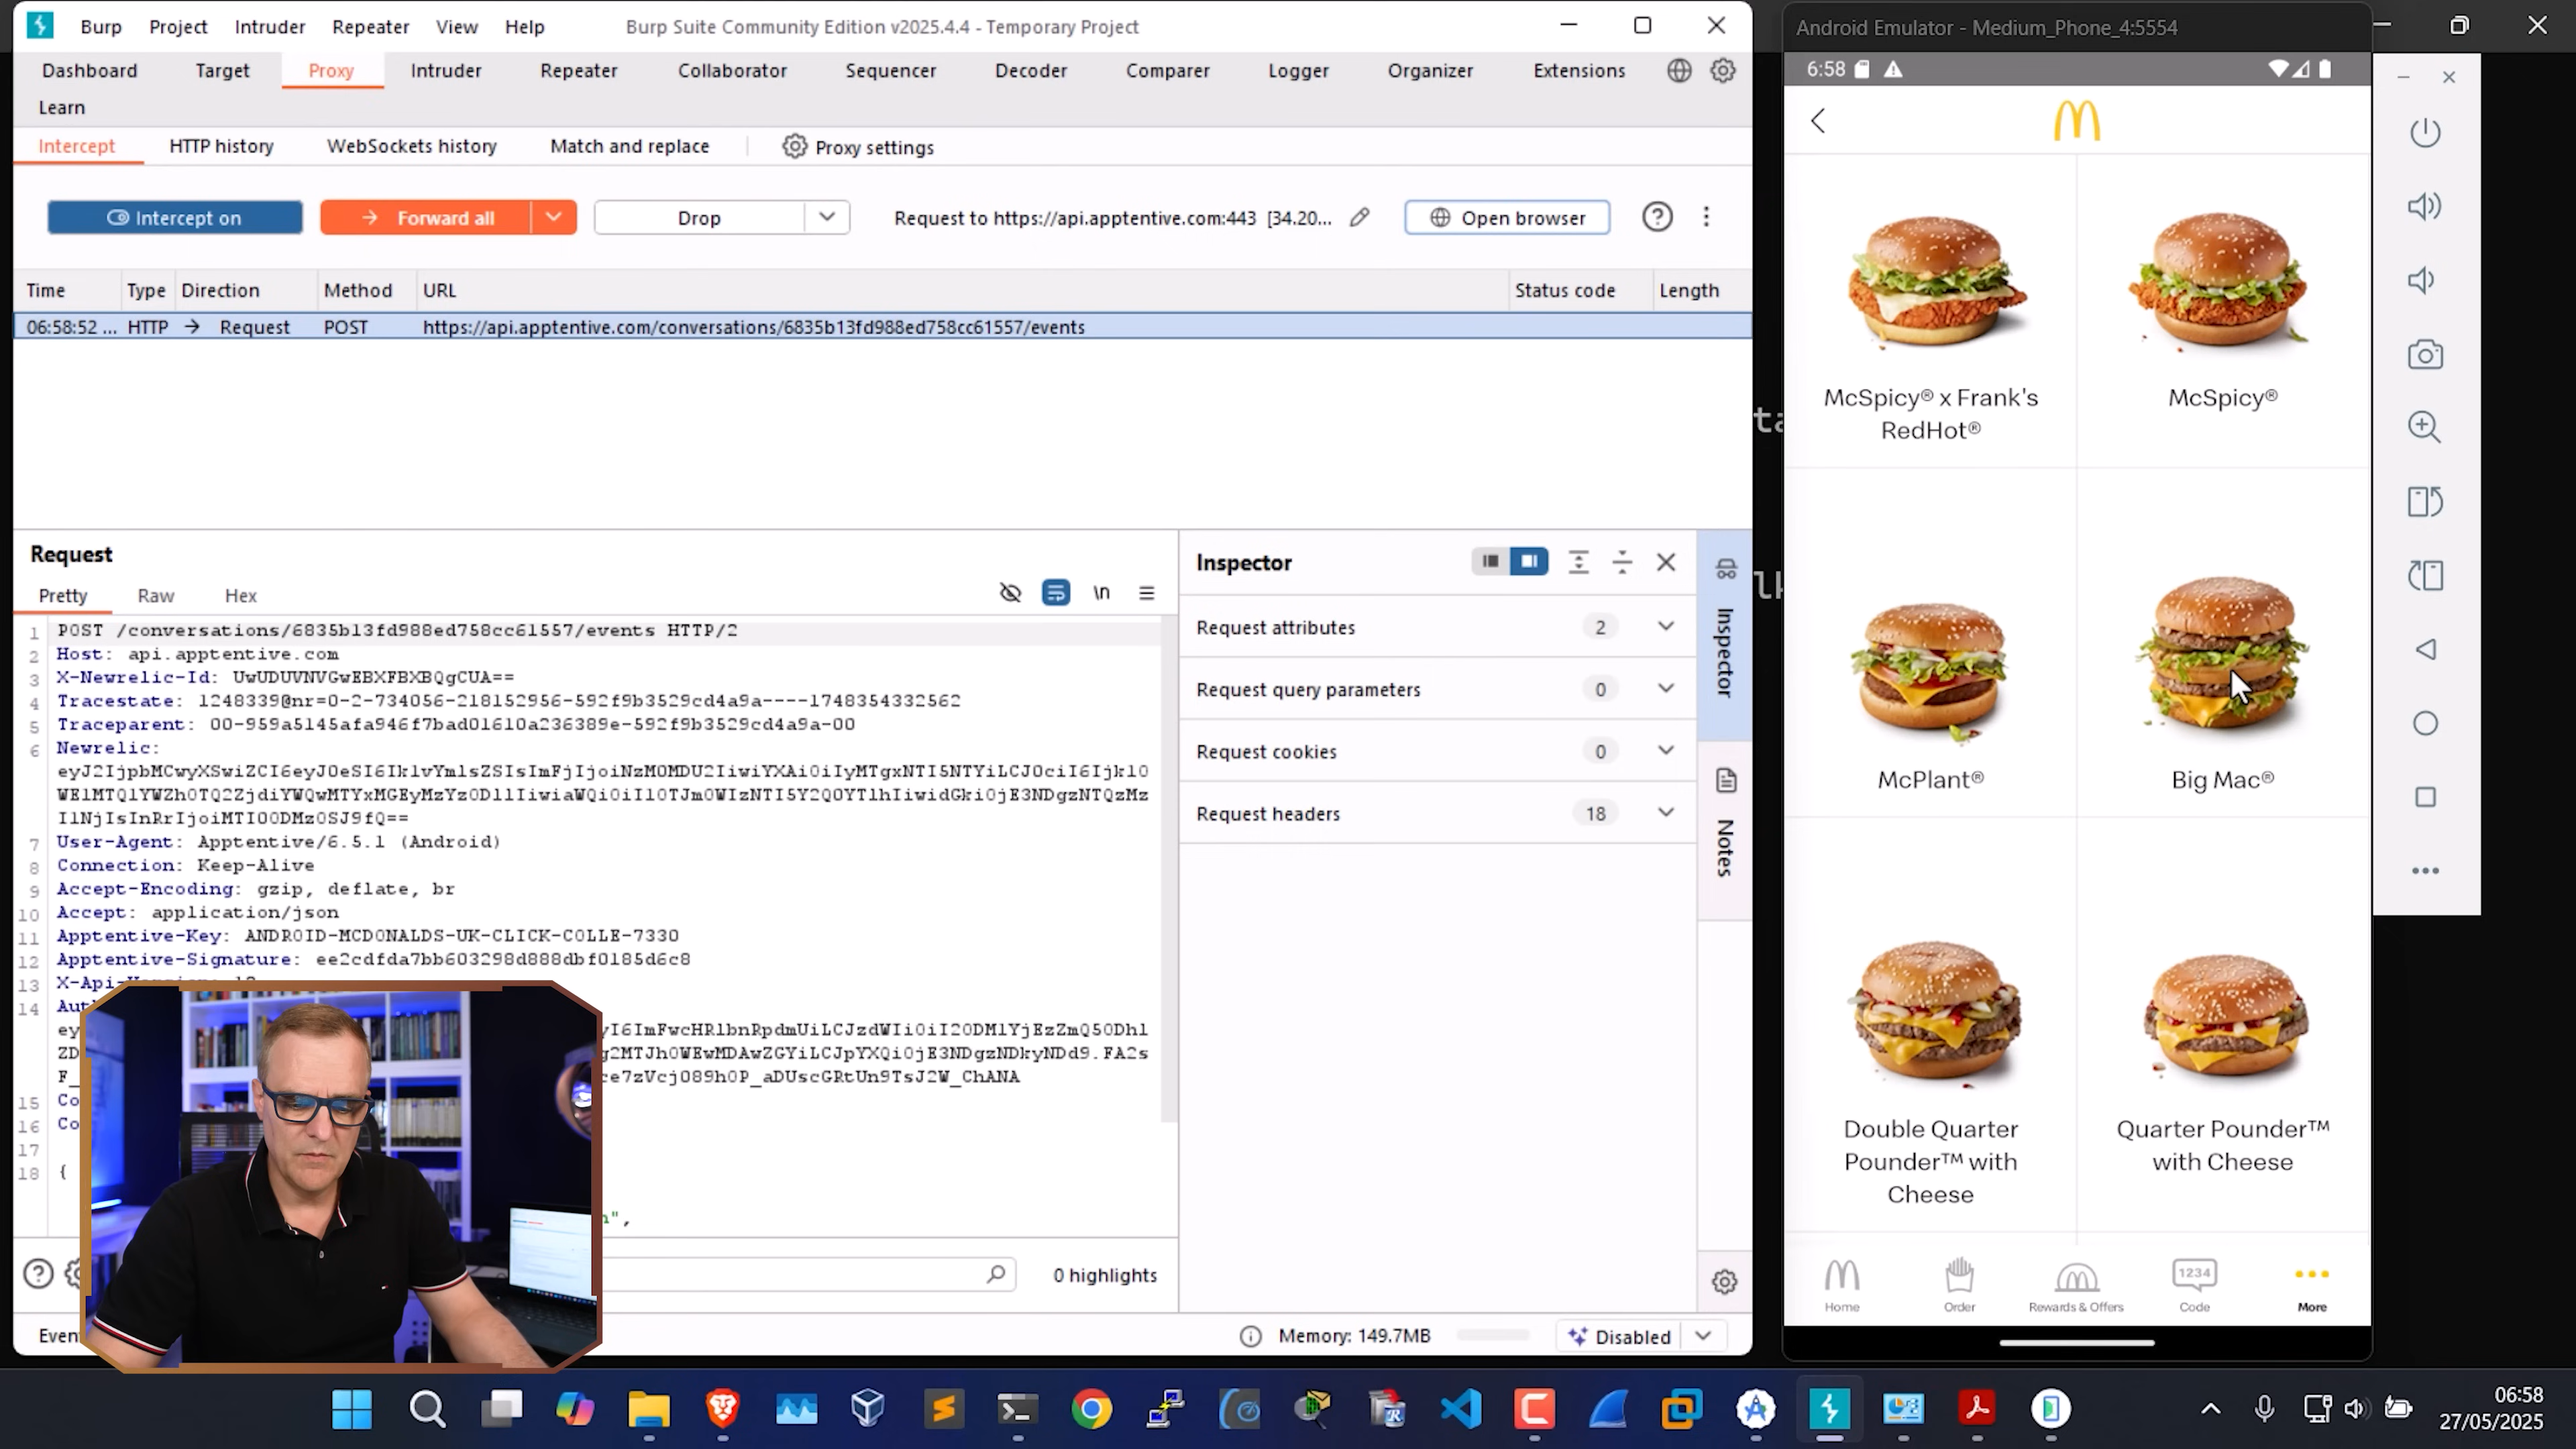 Burp Project Intruder Repeater View Help Burp Suite Community Edition v2025.4.4 - Temporary Project
Dashboard Target Proxy Intruder Repeater Collaborator Sequencer Decoder Comparer Logger Organizer Extensions
Learn
Intercept HTTP history WebSockets history Match and replace Proxy settings
Intercept on Forward all Drop Request to https://api.apptentive.com:443 [34.20... Open browser
Time Type Direction Method URL Status code Length
06:58:52 ... HTTP → Request POST https://api.apptentive.com/conversations/6835b13fd988ed758cc61557/events
Request
Pretty Raw Hex \n
1 POST /conversations/6835b13fd988ed758cc61557/events HTTP/2
2 Host: api.apptentive.com
3 X-Newrelic-Id: UwUDUVNVGwEBXFBXBQgCUA==
4 Tracestate: 1248339@nr=0-2-734056-218152956-592f9b3529cd4a9a----1748354332562
5 Traceparent: 00-959a5145afa946f7bad01610a236389e-592f9b3529cd4a9a-00
6 Newrelic:
7 User-Agent: Apptentive/6.5.1 (Android)
8 Connection: Keep-Alive
9 Accept-Encoding: gzip, deflate, br
10 Accept: application/json
11 Apptentive-Key: ANDROID-MCDONALDS-UK-CLICK-COLLE-7330
12 Apptentive-Signature: ee2cdfda7bb603298d888dbf0185d6c8
13
14
15 Co
16 Co
17
18 {
n",
0 highlights
Inspector
Request attributes 2
Request query parameters 0
Request cookies 0
Request headers 18
Inspector
Notes
Memory: 149.7MB Disabled
Android Emulator - Medium_Phone_4:5554
6:58
McSpicy® x Frank's
RedHot®
McSpicy®
McPlant®
Big Mac®
Double Quarter
Pounder™ with
Cheese
Quarter Pounder™
with Cheese
Home Order Rewards & Offers Code More
1234
06:58
27/05/2025